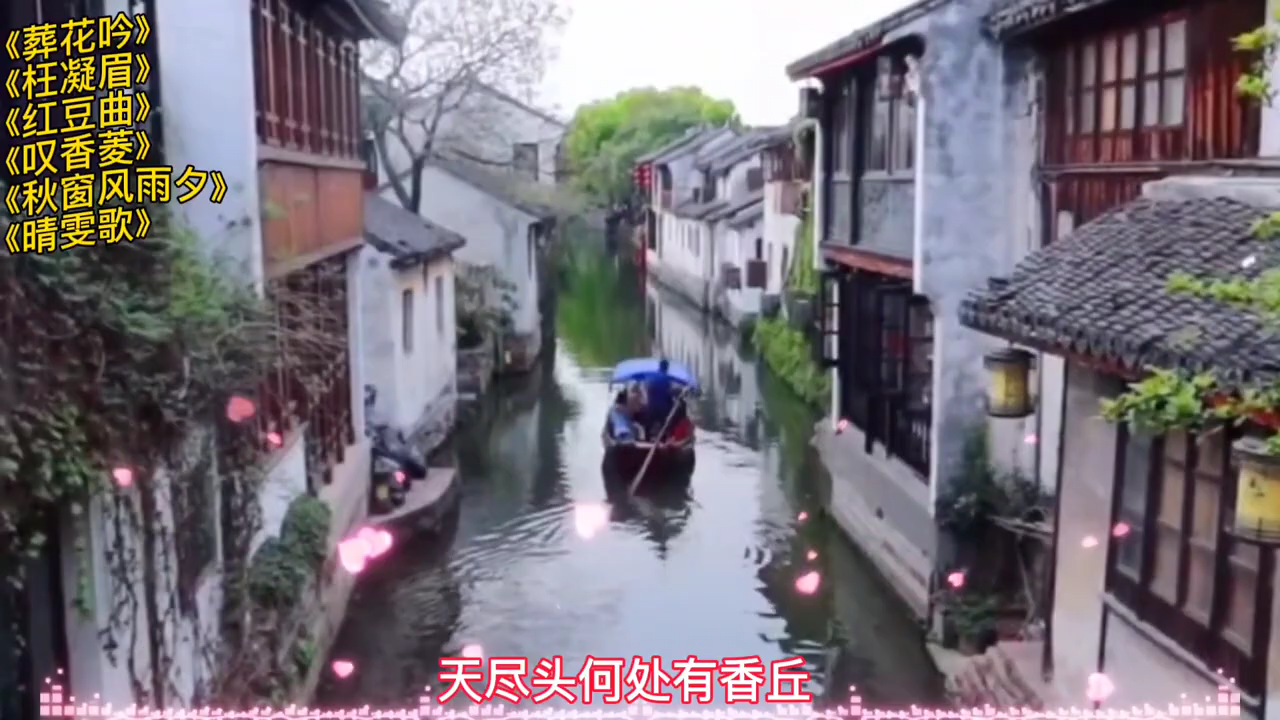 《葬花吟》
《枉凝眉》
《红豆曲》
《叹香菱》
《秋窗风雨夕》
《晴雯歌》
天尽头何处有香丘